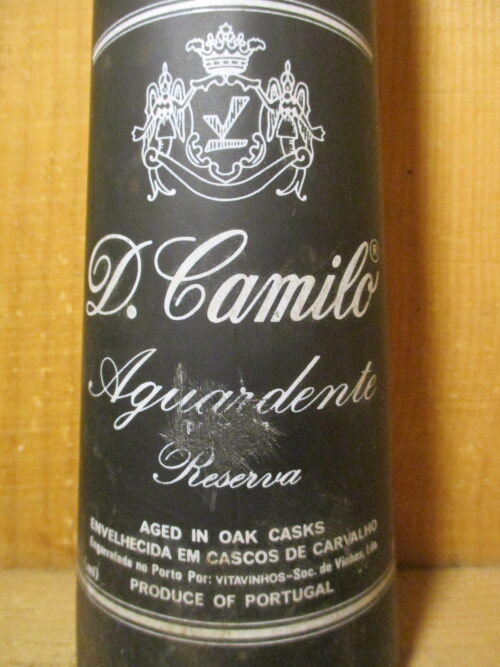 D. Camilo®
Aguardente
Reserva
AGED IN OAK CASKS
ENVELHECIDA EM CASCOS DE CARVALHO
Engarrafada no Porto Por: VITAVINHOS-Soc. de Vinhos, Lda.
ml)
PRODUCE OF PORTUGAL